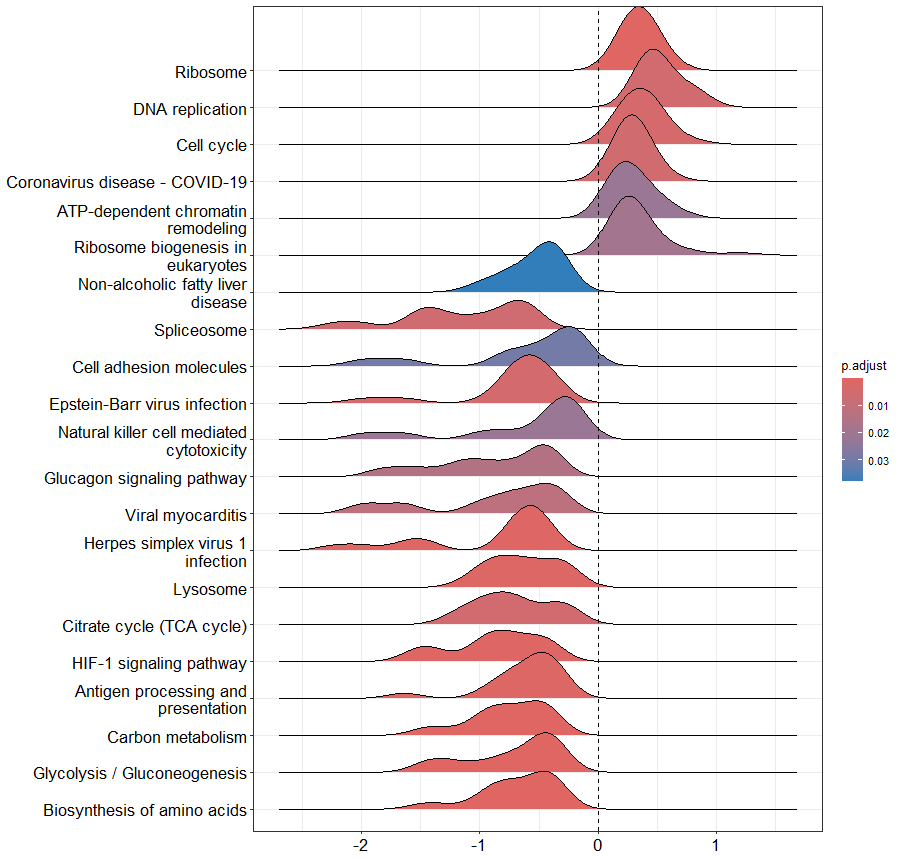 Ribosome
DNA replication
Cell cycle
Coronavirus disease - COVID-19
ATP-dependent chromatin
remodeling
Ribosome biogenesis in
eukaryotes
Non-alcoholic fatty liver
disease
Spliceosome
Cell adhesion molecules
Epstein-Barr virus infection
Natural killer cell mediated
cytotoxicity
Glucagon signaling pathway
Viral myocarditis
Herpes simplex virus 1
infection
Lysosome
Citrate cycle (TCA cycle)
HIF-1 signaling pathway
Antigen processing and
presentation
Carbon metabolism
Glycolysis / Gluconeogenesis
Biosynthesis of amino acids
-2 -1 0 1
p.adjust
0.01
0.02
0.03